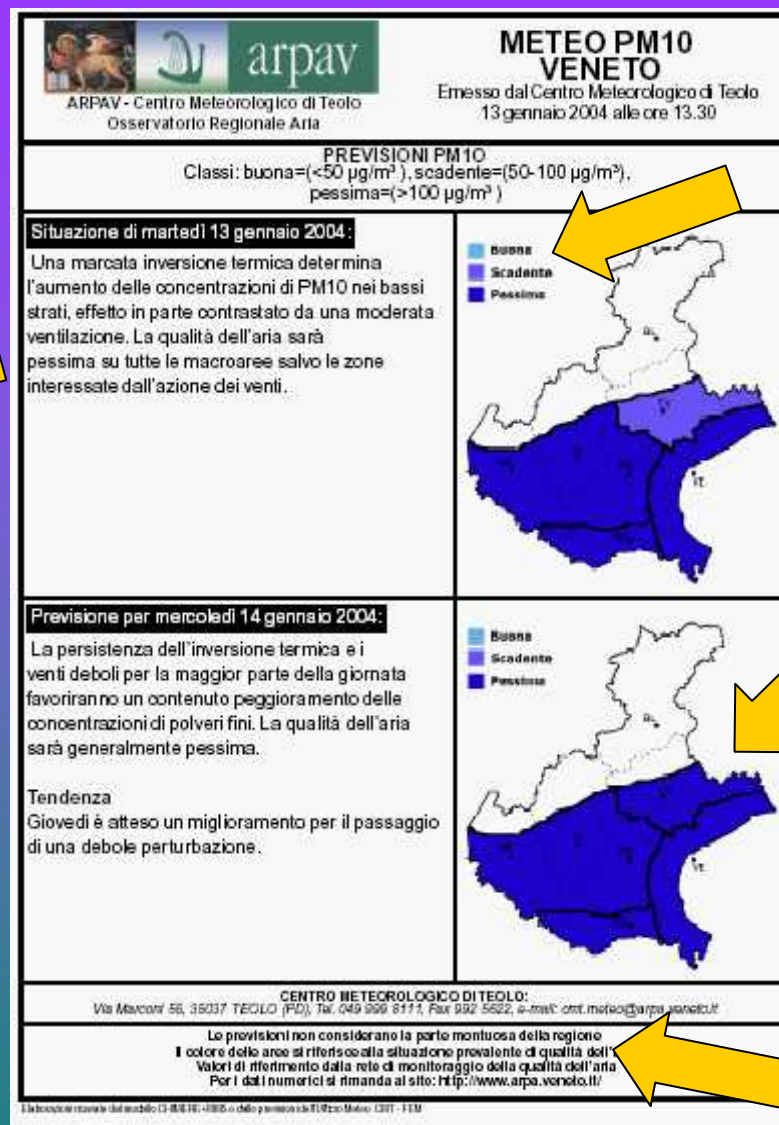 arpav
ARPAV - Centro Meteorologico di Teolo
Osservatorio Regionale Aria
METEO PM10
VENETO
Emesso dal Centro Meteorologico di Teolo
13 gennaio 2004 alle ore 13.30
PREVISIONI PM10
Classi: buona=(<50 µg/m³ ), scadente=(50-100 µg/m³),
pessima=(>100 µg/m³ )
Situazione di martedì 13 gennaio 2004:
Una marcata inversione termica determina
l'aumento delle concentrazioni di PM10 nei bassi
strati, effetto in parte contrastato da una moderata
ventilazione. La qualità dell'aria sarà
pessima su tutte le macroaree salvo le zone
interessate dall'azione dei venti.
Buona
Scadente
Pessima
BL
TV
VE
Previsione per mercoledì 14 gennaio 2004:
La persistenza dell'inversione termica e i
venti deboli per la maggior parte della giornata
favoriranno un contenuto peggioramento delle
concentrazioni di polveri fini. La qualità dell'aria
sarà generalmente pessima.
Tendenza
Giovedì è atteso un miglioramento per il passaggio
di una debole perturbazione.
Buona
Scadente
Pessima
BL
VE
CENTRO METEOROLOGICO DI TEOLO:
Via Marconi 55, 35037 TEOLO (PD), Tel. 049 999 8111, Fax 992 5622, e-mail: cmt.meteo@arpa.veneto.it
Le previsioni non considerano la parte montuosa della regione
Il colore delle aree si riferisce alla situazione prevalente di qualità dell'
Valori di riferimento dalla rete di monitoraggio della qualità dell'aria
Per i dati numerici si rimanda al sito: http://www.arpa.veneto.it/